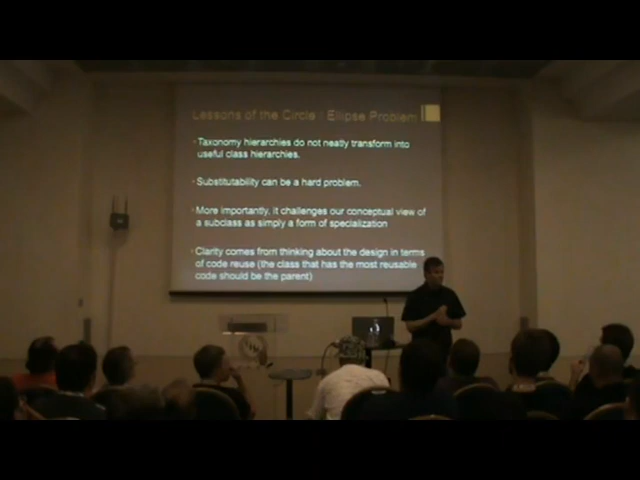 Lessons of the Circle / Ellipse Problem
Taxonomy hierarchies do not neatly transform into
useful class hierarchies.
Substitutability can be a hard problem.
More importantly, it challenges our conceptual view of
a subclass as simply a form of specialization
Clarity comes from thinking about the design in terms
of code reuse (the class that has the most reusable
code should be the parent)